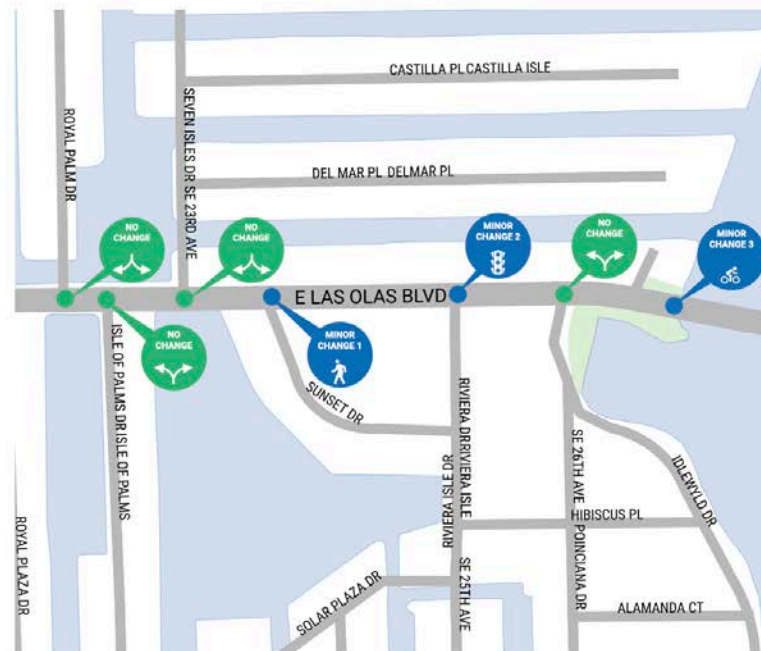 CASTILLA PL CASTILLA ISLE
ROYAL PALM DR
SEVEN ISLES DR SE 23RD AVE
DEL MAR PL DELMAR PL
NO
CHANGE
NO
CHANGE
MINOR
CHANGE 2
NO
CHANGE
MINOR
CHANGE 3
E LAS OLAS BLVD
NO
CHANGE
MINOR
CHANGE 1
ISLE OF PALMS DR ISLE OF PALMS
SUNSET DR
RIVIERA DR RIVIERA ISLE
RIVIERA ISLE DR
SE 26TH AVE
IDLEWYLD DR
HIBISCUS PL
ROYAL PLAZA DR
POINCIANA DR
SE 25TH AVE
SOLAR PLAZA DR
ALAMANDA CT